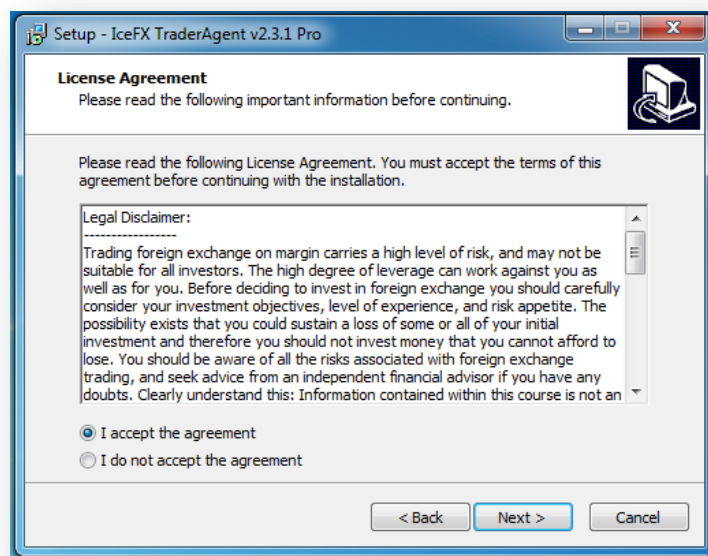 Setup - IceFX TraderAgent v2.3.1 Pro
License Agreement
Please read the following important information before continuing.
Please read the following License Agreement. You must accept the terms of this
agreement before continuing with the installation.
Legal Disclaimer:
-----------------
Trading foreign exchange on margin carries a high level of risk, and may not be
suitable for all investors. The high degree of leverage can work against you as
well as for you. Before deciding to invest in foreign exchange you should carefully
consider your investment objectives, level of experience, and risk appetite. The
possibility exists that you could sustain a loss of some or all of your initial
investment and therefore you should not invest money that you cannot afford to
lose. You should be aware of all the risks associated with foreign exchange
trading, and seek advice from an independent financial advisor if you have any
doubts. Clearly understand this: Information contained within this course is not an
I accept the agreement
I do not accept the agreement
< Back Next > Cancel